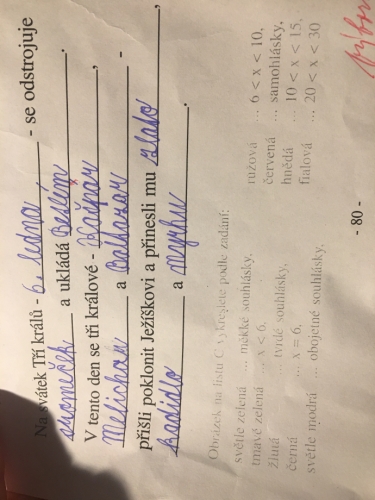 Na svátek Tří králů - 6. ledna - se odstrojuje
stromeček a ukládá Betlém.
V tento den se tři králové - Kašpar,
Melichar a Baltazar -
přišli poklonit Ježíškovi a přinesli mu zlato,
kadidlo a myrhu.
Obrázek na listu C vykreslete podle zadání:
světle zelená ... měkké souhlásky,
tmavě zelená ... x < 6,
žlutá ... tvrdé souhlásky,
černá ... x = 6,
světle modrá ... obojetné souhlásky,
růžová ... 6 < x < 10,
červená ... samohlásky,
hnědá ... 10 < x < 15,
fialová ... 20 < x < 30
- 80 -